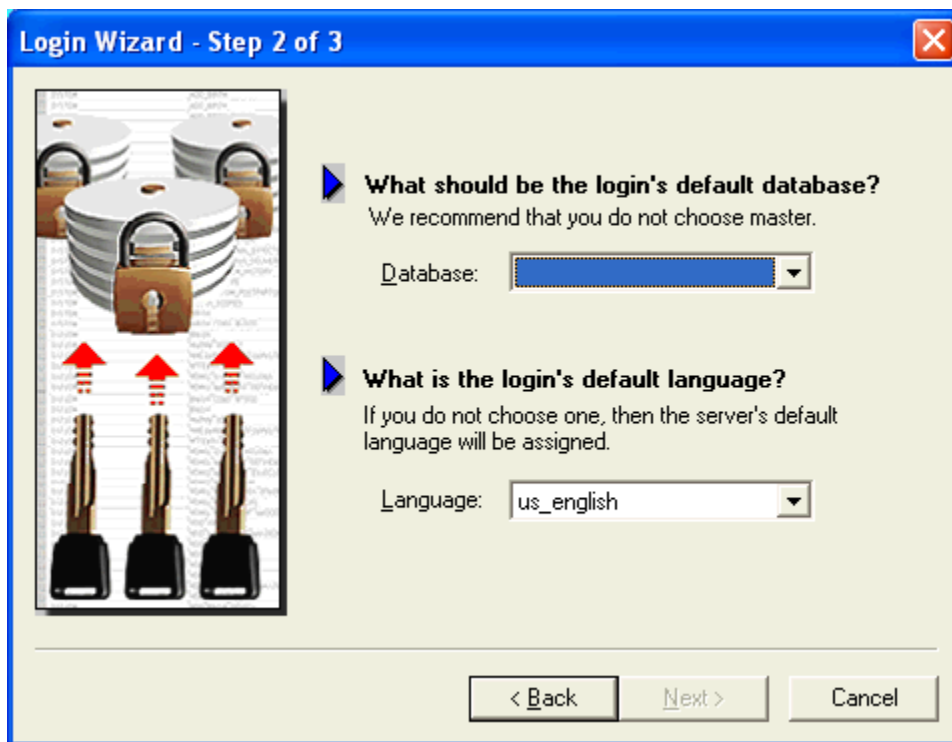 Login Wizard - Step 2 of 3
What should be the login's default database?
We recommend that you do not choose master.
Database:
What is the login's default language?
If you do not choose one, then the server's default
language will be assigned.
Language: us_english
< Back Next > Cancel